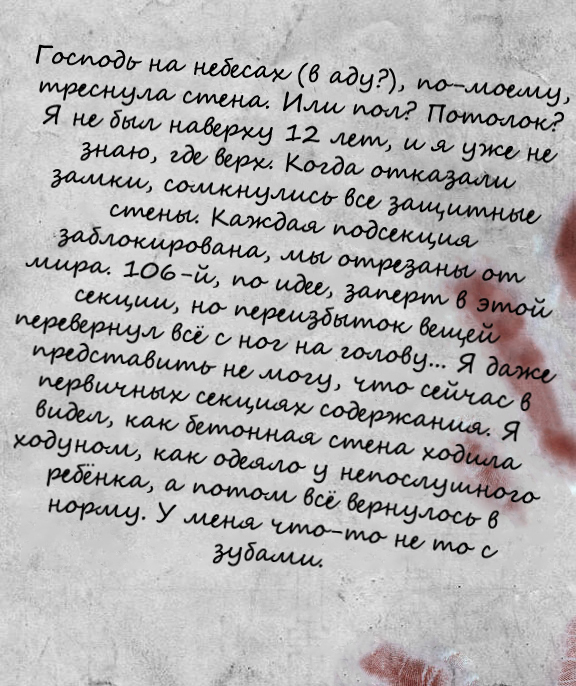 Господь на небесах (в аду?), по-моему,
треснула стена. Или пол? Потолок?
Я не был наверху 12 лет, и я уже не
знаю, где верх. Когда отказали
замки, сомкнулись все защитные
стены. Каждая подсекция
заблокирована, мы отрезаны от
мира. 106-й, по идее, заперт в этой
секции, но переизбыток вещей
перевернул всё с ног на голову... Я даже
представить не могу, что сейчас в
первичных секциях содержания. Я
видел, как бетонная стена ходила
ходуном, как одеяло у непослушного
ребёнка, а потом всё вернулось в
норму. У меня что-то не то с
зубами.